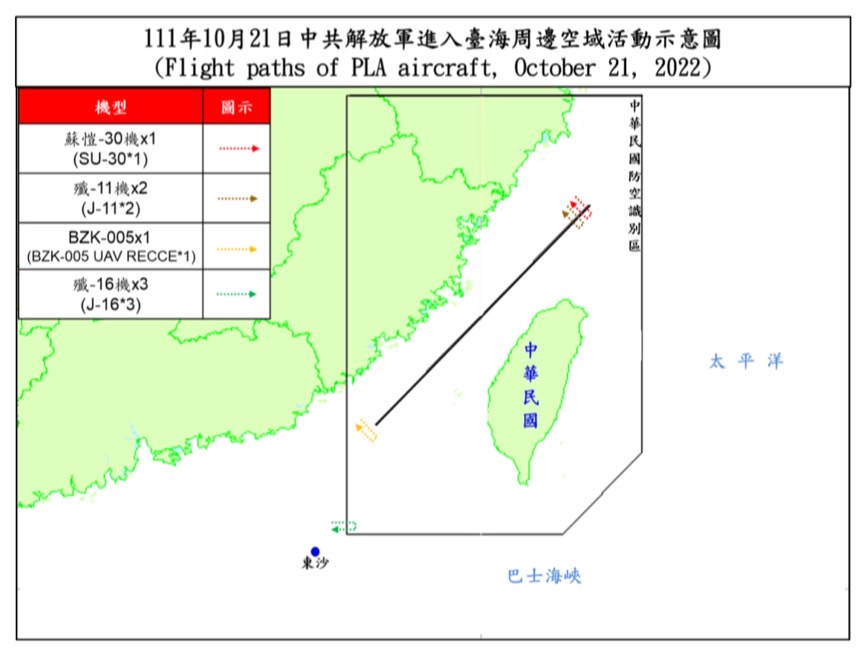 111年10月21日中共解放軍進入臺海周邊空域活動示意圖
(Flight paths of PLA aircraft, October 21, 2022)
機型 圖示
蘇愷-30機x1
(SU-30*1)
殲-11機x2
(J-11*2)
BZK-005x1
(BZK-005 UAV RECCE*1)
殲-16機x3
(J-16*3)
中華民國防空識別區
中華民國
太平洋
東沙
巴士海峽